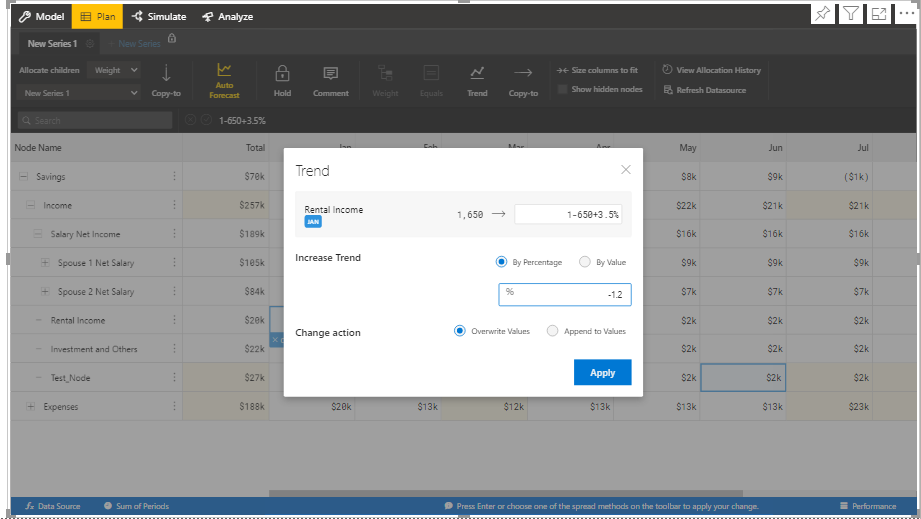 Model Plan Simulate Analyze
New Series 1 + New Series
Allocate children Weight
New Series 1
Copy-to
Auto Forecast
Hold
Comment
Weight
Equals
Trend
Copy-to
Size columns to fit
Show hidden nodes
View Allocation History
Refresh Datasource
Search 1-650+3.5%
Node Name Total Jan Feb Mar Apr May Jun Jul
Savings $70k $8k $9k ($1k)
Income $257k $22k $21k $21k
Salary Net Income $189k $16k $16k $16k
Spouse 1 Net Salary $105k $9k $9k $9k
Spouse 2 Net Salary $84k $7k $7k $7k
Rental Income $20k $2k $2k $2k
Investment and Others $22k $2k $2k $2k
Test_Node $27k $2k $2k $2k
Expenses $188k $20k $13k $12k $13k $13k $13k $23k
Trend
Rental Income
JAN
1,650 → 1-650+3.5%
Increase Trend By Percentage By Value
% -1.2
Change action Overwrite Values Append to Values
Apply
Data Source Sum of Periods Press Enter or choose one of the spread methods on the toolbar to apply your change. Performance